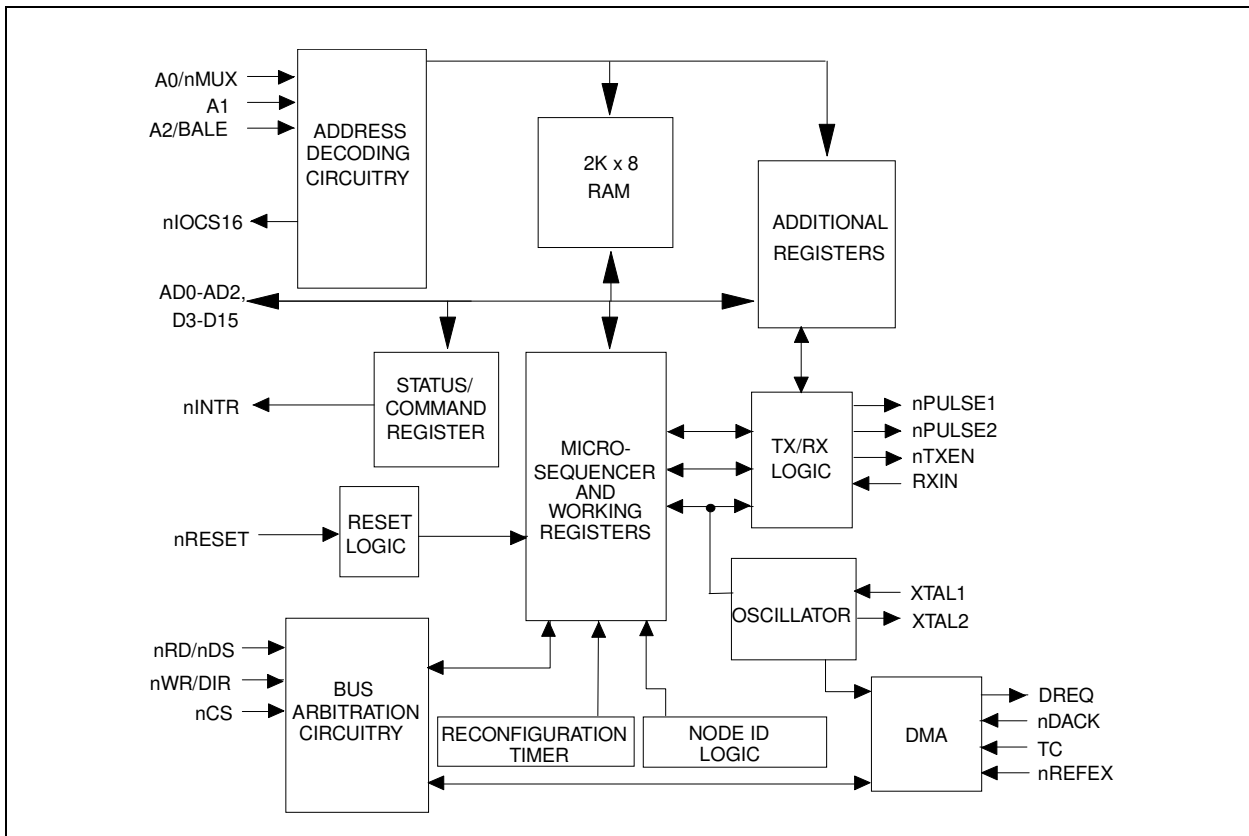 A0/nMUX
A1
A2/BALE
nIOCS16
AD0-AD2,
D3-D15
nINTR
nRESET
nRD/nDS
nWR/DIR
nCS
ADDRESS
DECODING
CIRCUITRY
2K x 8
RAM
ADDITIONAL
REGISTERS
STATUS/
COMMAND
REGISTER
MICRO-
SEQUENCER
AND
WORKING
REGISTERS
TX/RX
LOGIC
nPULSE1
nPULSE2
nTXEN
RXIN
RESET
LOGIC
OSCILLATOR
XTAL1
XTAL2
BUS
ARBITRATION
CIRCUITRY
RECONFIGURATION
TIMER
NODE ID
LOGIC
DMA
DREQ
nDACK
TC
nREFEX